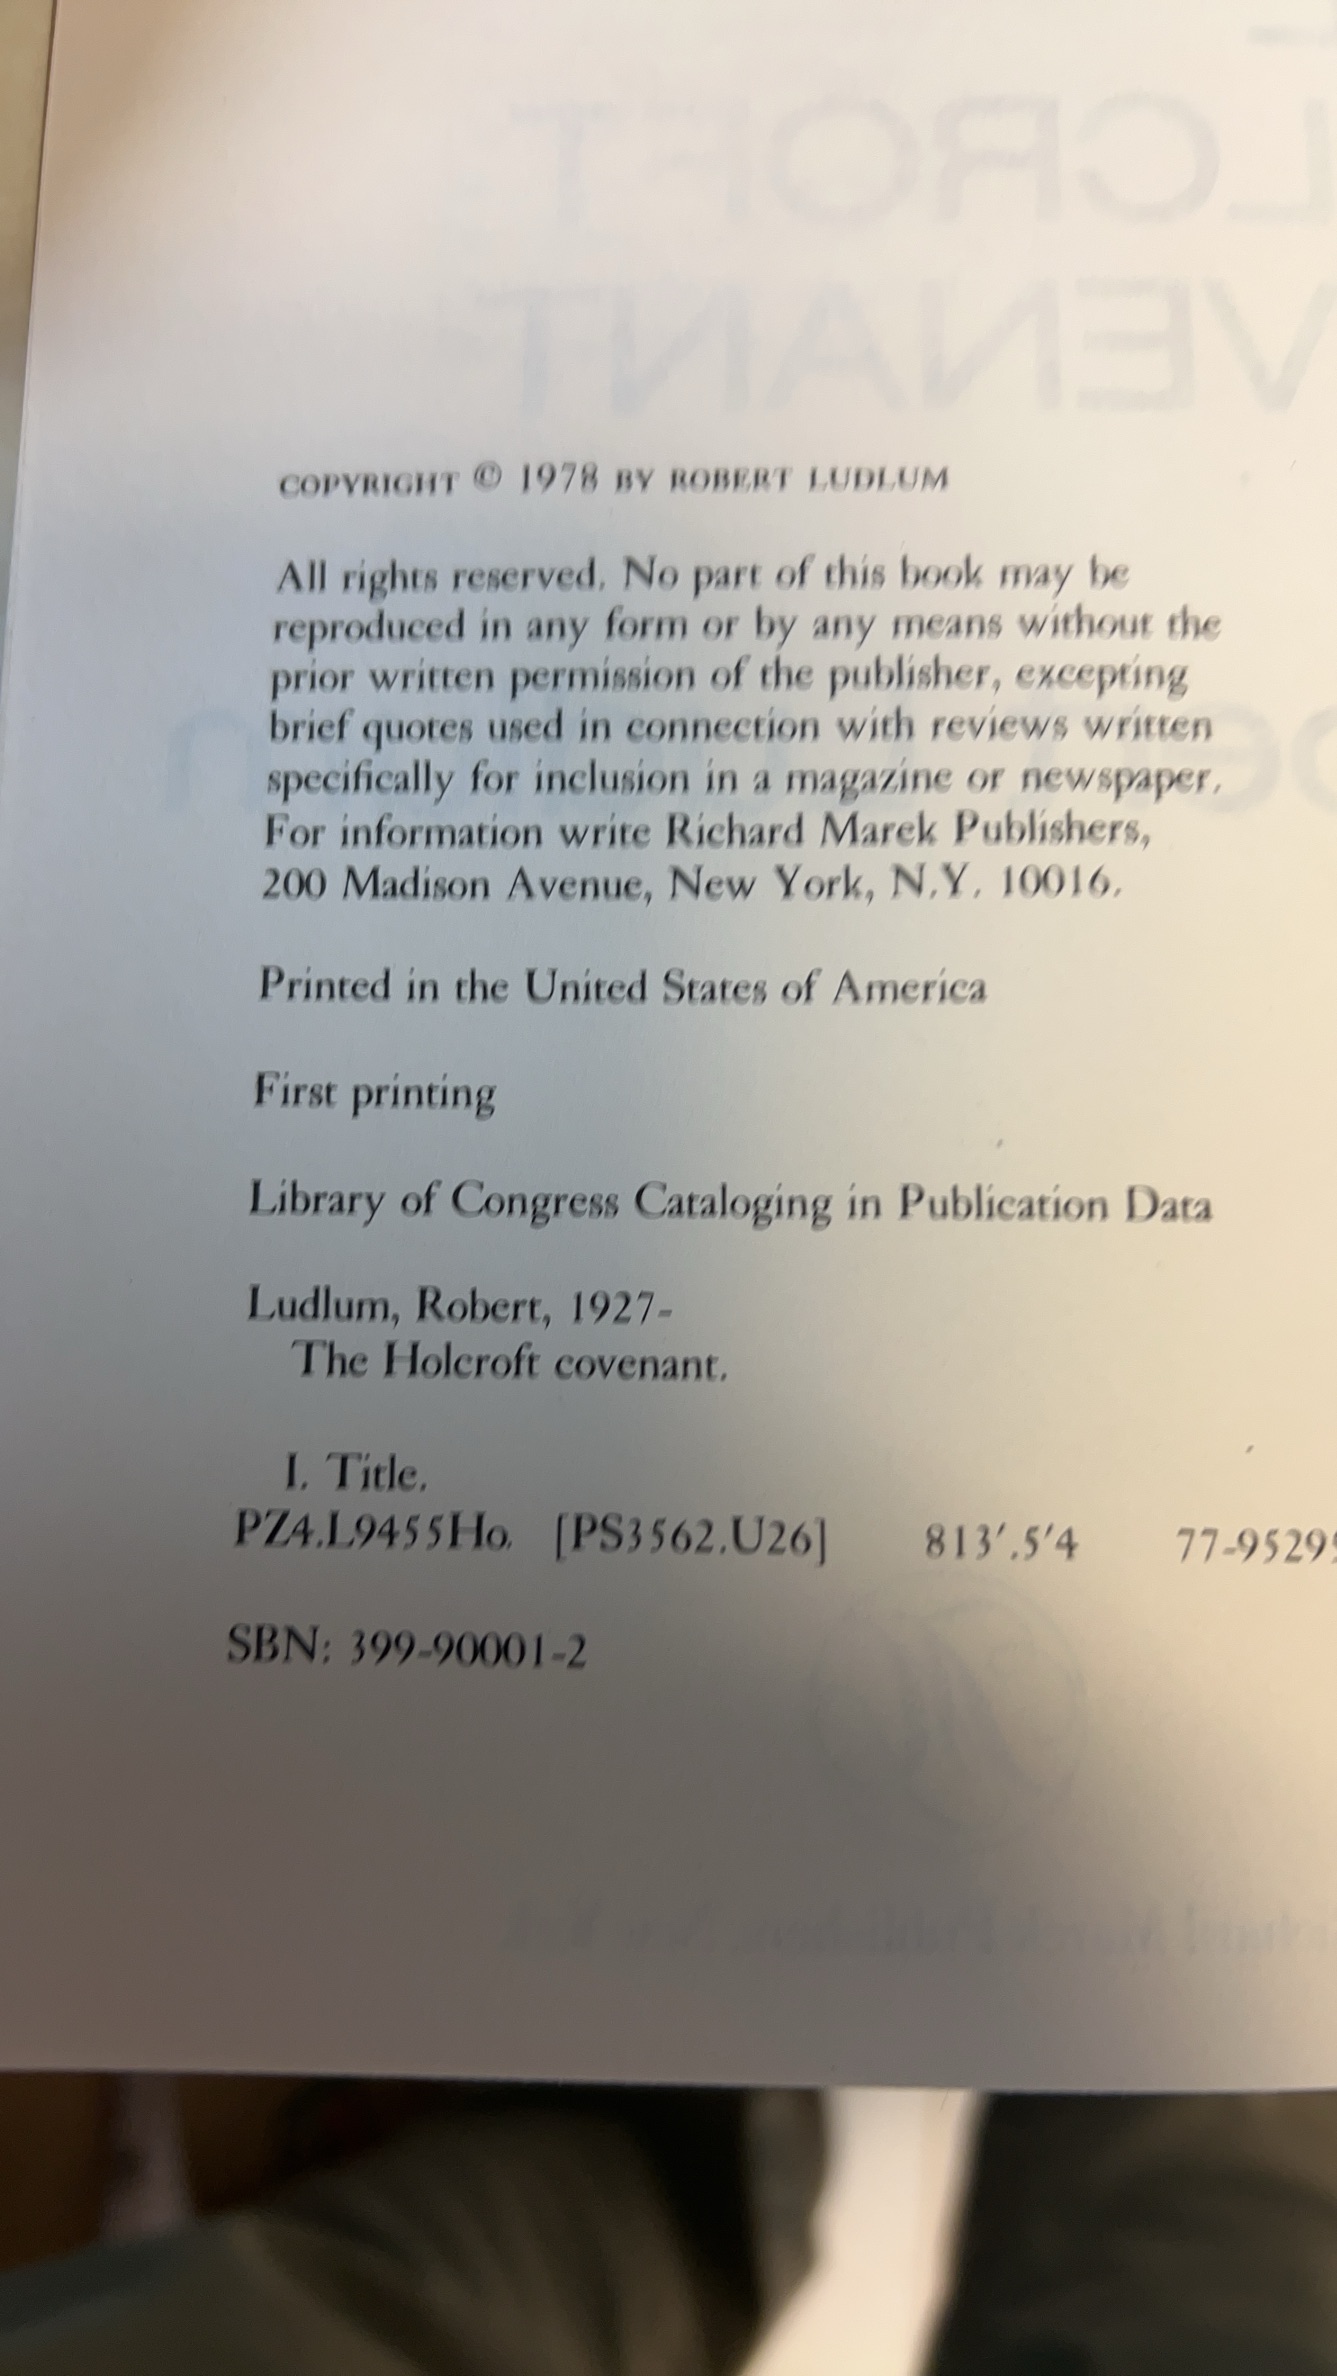 COPYRIGHT © 1978 BY ROBERT LUDLUM
All rights reserved. No part of this book may be
reproduced in any form or by any means without the
prior written permission of the publisher, excepting
brief quotes used in connection with reviews written
specifically for inclusion in a magazine or newspaper.
For information write Richard Marek Publishers,
200 Madison Avenue, New York, N.Y. 10016.
Printed in the United States of America
First printing
Library of Congress Cataloging in Publication Data
Ludlum, Robert, 1927-
The Holcroft covenant.
I. Title.
PZ4.L9455Ho. [PS3562.U26] 813'.5'4 77-9529
SBN: 399-90001-2